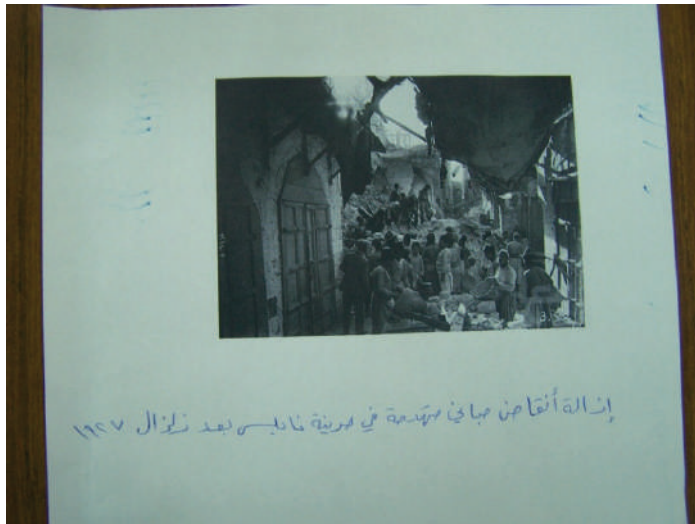 إزالة أنقاض مباني متهدمة في مدينة نابلس بعد زلزال ١٩٢٧